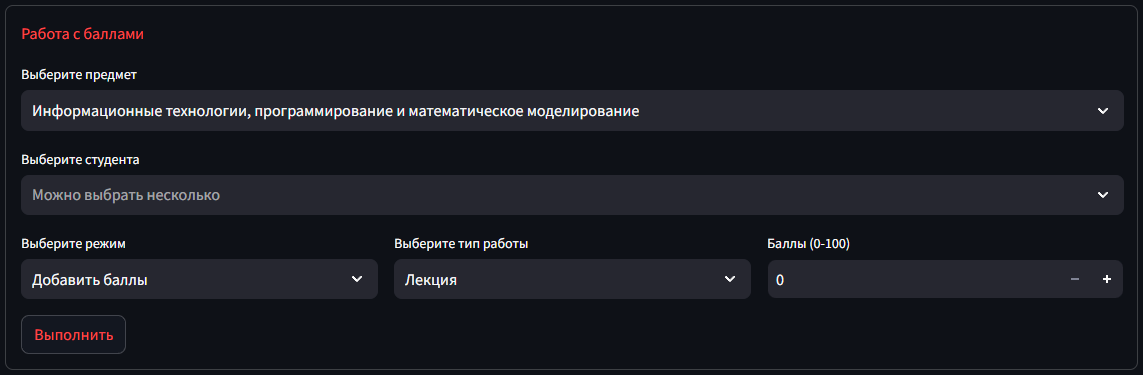 Работа с баллами
Выберите предмет
Информационные технологии, программирование и математическое моделирование
Выберите студента
Можно выбрать несколько
Выберите режим
Выберите тип работы
Баллы (0-100)
Добавить баллы
Лекция
0
Выполнить